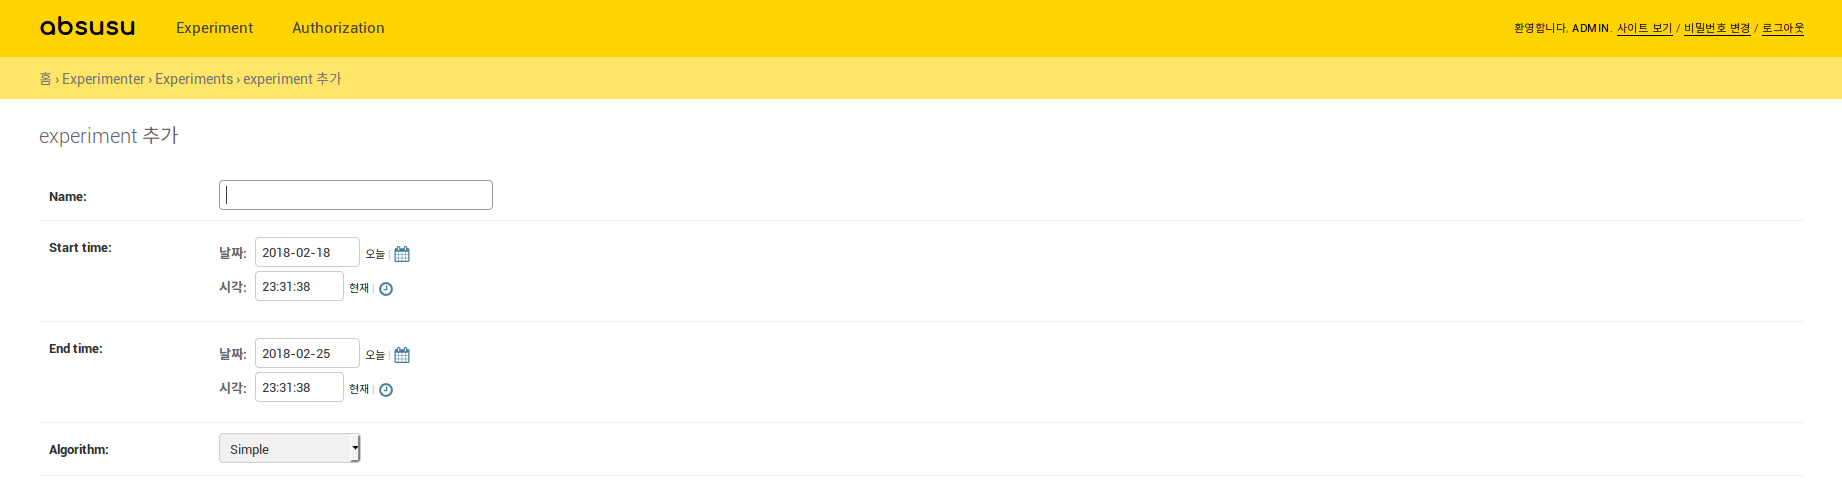 absusu Experiment Authorization 환영합니다, ADMIN. 사이트 보기 / 비밀번호 변경 / 로그아웃
홈 › Experimenter › Experiments › experiment 추가
experiment 추가
Name:
Start time: 날짜: 2018-02-18 오늘 |
시각: 23:31:38 현재 |
End time: 날짜: 2018-02-25 오늘 |
시각: 23:31:38 현재 |
Algorithm: Simple